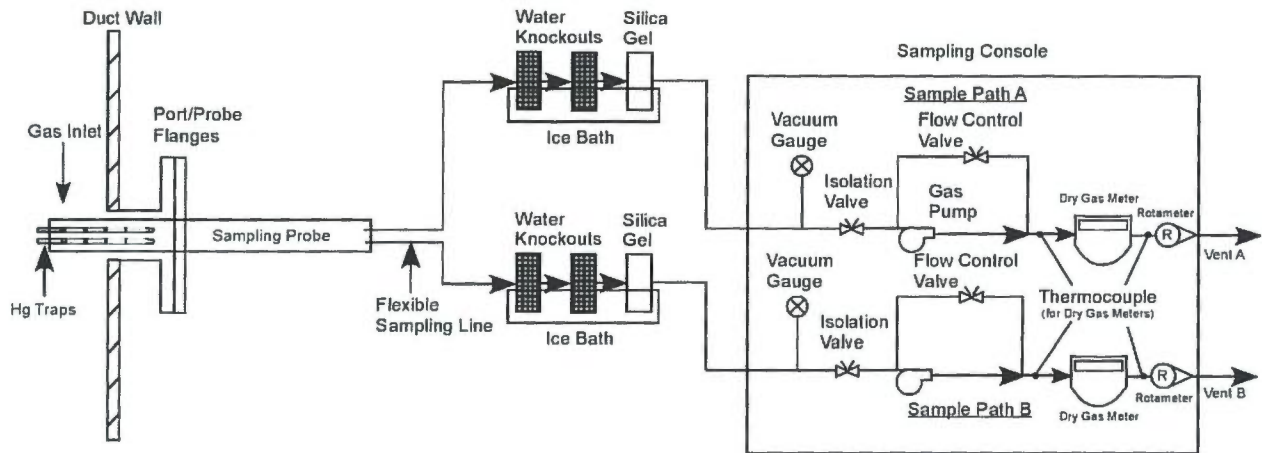 Duct Wall
Gas Inlet
Port/Probe
Flanges
Hg Traps
Sampling Probe
Flexible
Sampling Line
Water
Knockouts
Silica
Gel
Ice Bath
Water
Knockouts
Silica
Gel
Ice Bath
Sampling Console
Sample Path A
Flow Control
Valve
Vacuum
Gauge
Isolation
Valve
Gas
Pump
Dry Gas Meter
Rotameter
R
Vent A
Vacuum
Gauge
Flow Control
Valve
Isolation
Valve
Thermocouple
(for Dry Gas Meters)
Sample Path B
Dry Gas Meter
R
Rotameter
Vent B